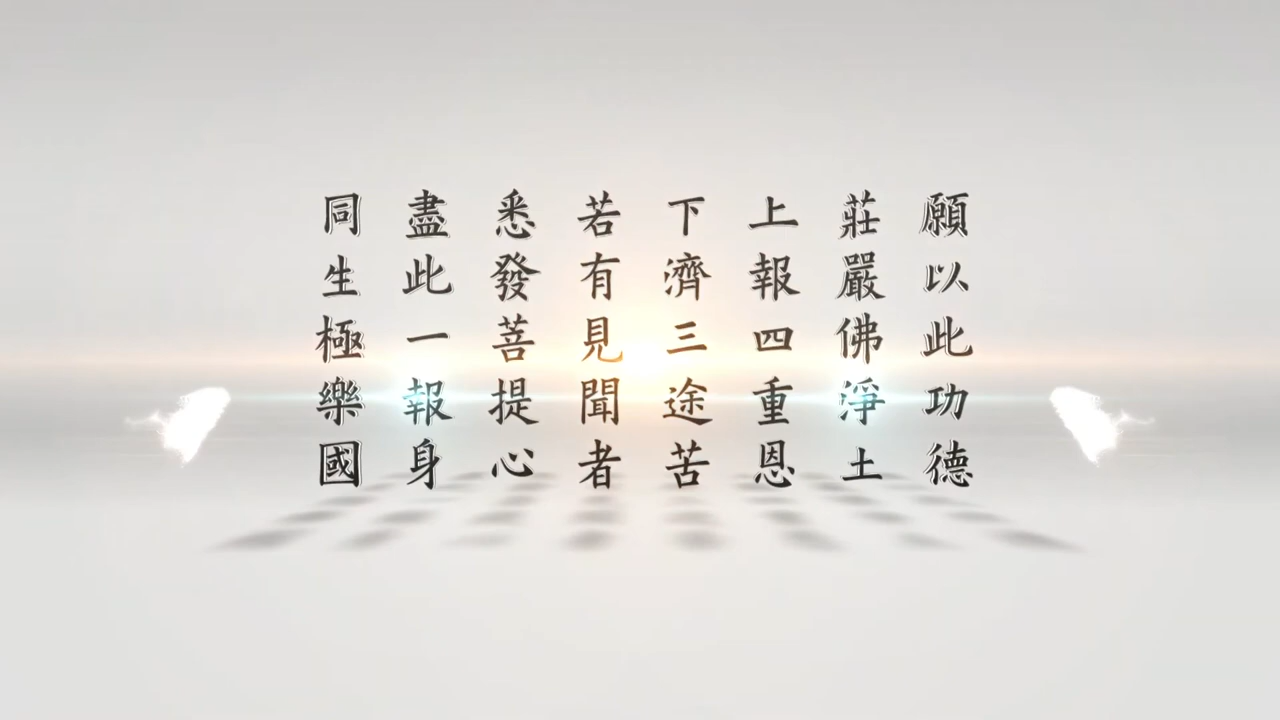 願以此功德
莊嚴佛淨土
上報四重恩
下濟三途苦
若有見聞者
悉發菩提心
盡此一報身
同生極樂國